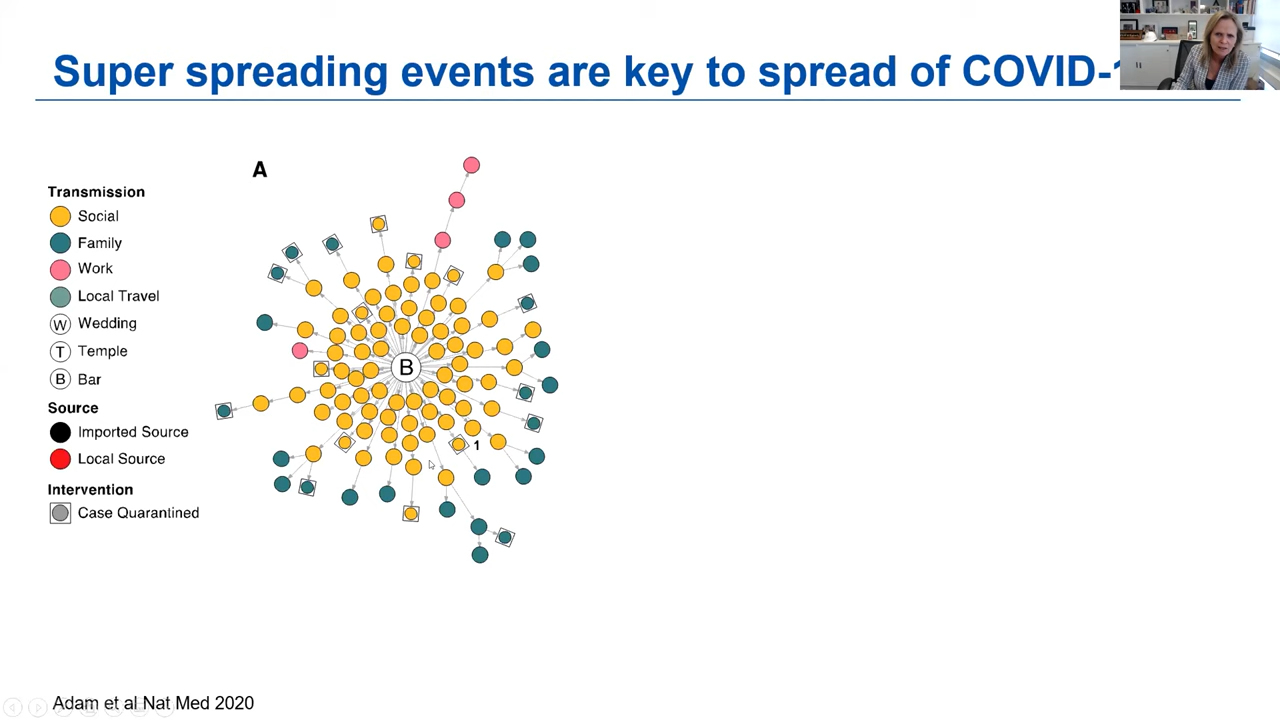 Super spreading events are key to spread of COVID-
A
Transmission
Social
Family
Work
Local Travel
W Wedding
T Temple
B Bar
Source
Imported Source
Local Source
Intervention
Case Quarantined
B
1
Adam et al Nat Med 2020